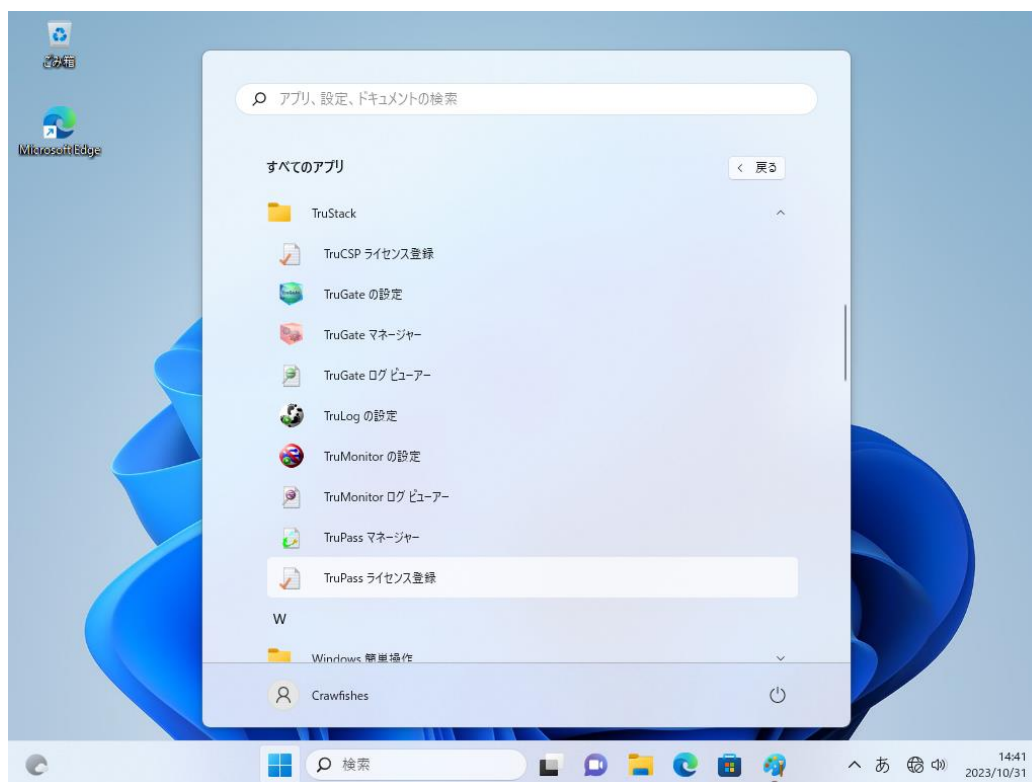 ごみ箱
Microsoft Edge
アプリ、設定、ドキュメントの検索
すべてのアプリ
戻る
TruStack
TruCSP ライセンス登録
TruGate の設定
TruGate マネージャー
TruGate ログ ビューアー
TruLog の設定
TruMonitor の設定
TruMonitor ログ ビューアー
TruPass マネージャー
TruPass ライセンス登録
W
Windows 簡単操作
Crawfishes
検索
あ
14:41
2023/10/31